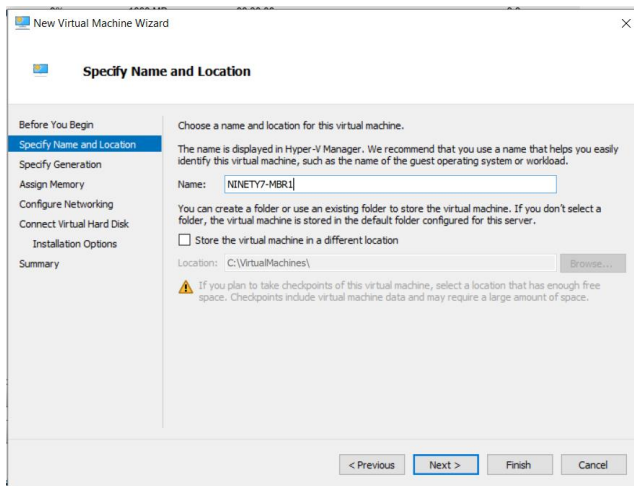 New Virtual Machine Wizard
Specify Name and Location
Before You Begin
Specify Name and Location
Specify Generation
Assign Memory
Configure Networking
Connect Virtual Hard Disk
Installation Options
Summary
Choose a name and location for this virtual machine.
The name is displayed in Hyper-V Manager. We recommend that you use a name that helps you easily
identify this virtual machine, such as the name of the guest operating system or workload.
Name: NINETY7-MBR1
You can create a folder or use an existing folder to store the virtual machine. If you don't select a
folder, the virtual machine is stored in the default folder configured for this server.
Store the virtual machine in a different location
Location: C:\VirtualMachines\ Browse...
If you plan to take checkpoints of this virtual machine, select a location that has enough free
space. Checkpoints include virtual machine data and may require a large amount of space.
< Previous Next > Finish Cancel